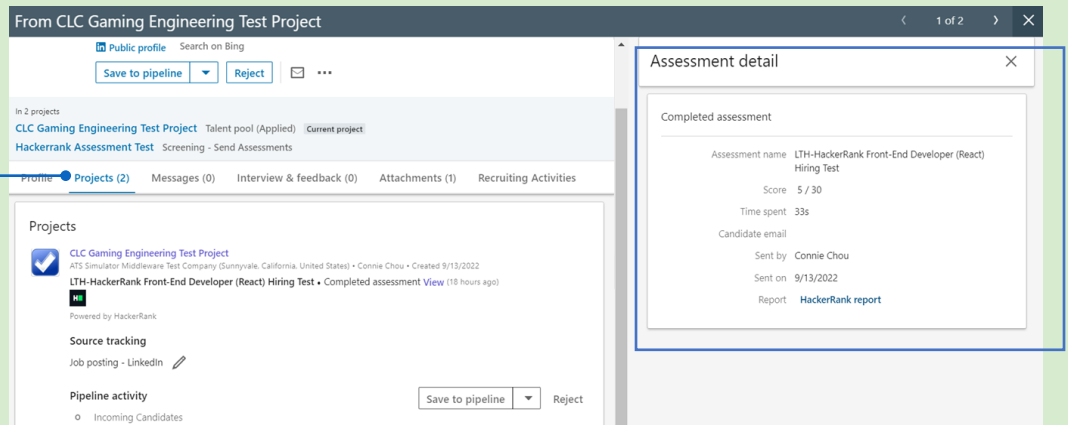 From CLC Gaming Engineering Test Project
1 of 2
Public profile Search on Bing
Save to pipeline Reject
In 2 projects
CLC Gaming Engineering Test Project Talent pool (Applied) Current project
Hackerrank Assessment Test Screening - Send Assessments
Profile Projects (2) Messages (0) Interview & feedback (0) Attachments (1) Recruiting Activities
Projects
CLC Gaming Engineering Test Project
ATS Simulator Middleware Test Company (Sunnyvale, California, United States) • Connie Chou • Created 9/13/2022
LTH-HackerRank Front-End Developer (React) Hiring Test • Completed assessment View (18 hours ago)
H
Powered by HackerRank
Source tracking
Job posting - LinkedIn
Pipeline activity
Save to pipeline Reject
Incoming Candidates
Assessment detail
Completed assessment
Assessment name LTH-HackerRank Front-End Developer (React)
Hiring Test
Score 5 / 30
Time spent 33s
Candidate email
Sent by Connie Chou
Sent on 9/13/2022
Report HackerRank report